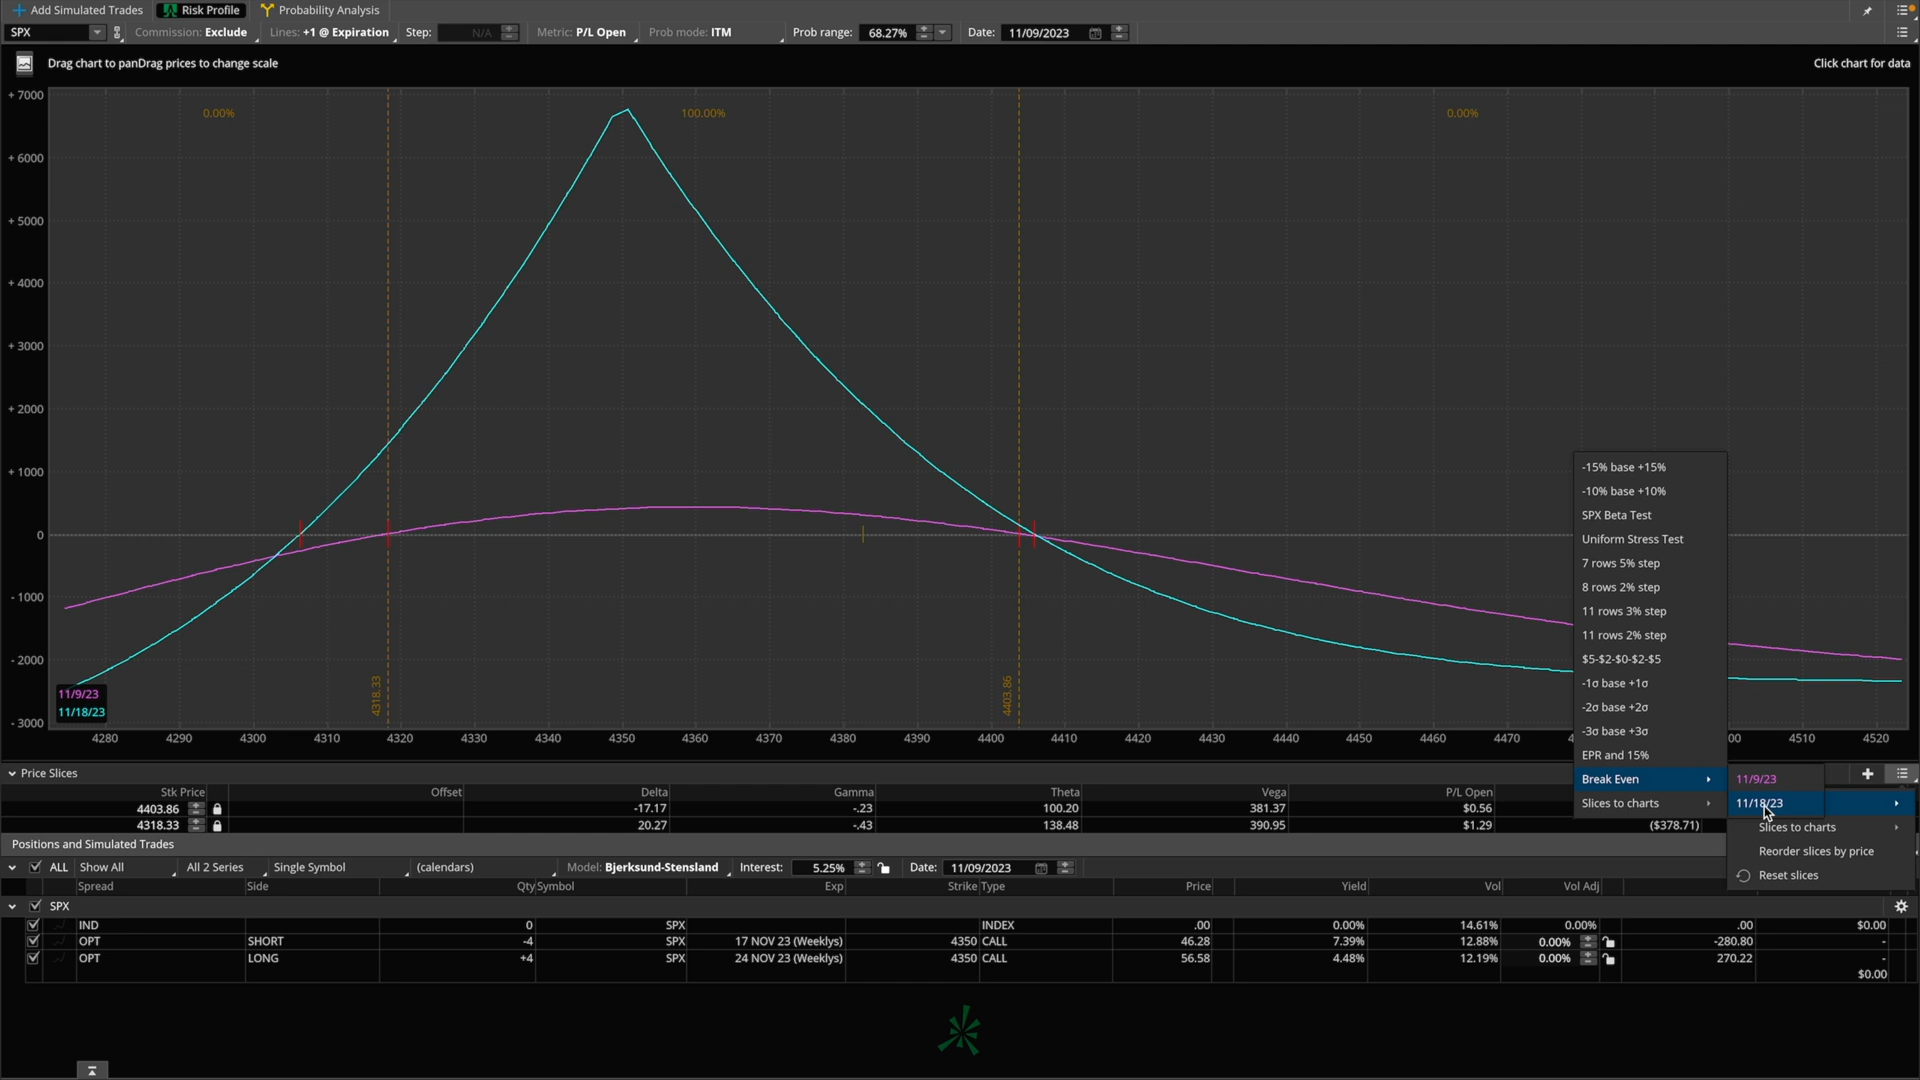 Add Simulated Trades Risk Profile Probability Analysis
SPX Commission: Exclude Lines: +1 @ Expiration Step: N/A Metric: P/L Open Prob mode: ITM Prob range: 68.27% Date: 11/09/2023
Drag chart to panDrag prices to change scale Click chart for data
+ 7000
0.00% 100.00% 0.00%
+ 6000
+ 5000
+ 4000
+ 3000
+ 2000
+ 1000
0
- 1000
- 2000
- 3000
4318.33
4403.86
11/9/23
11/18/23
4280 4290 4300 4310 4320 4330 4340 4350 4360 4370 4380 4390 4400 4410 4420 4430 4440 4450 4460 4470 4 00 4510 4520
-15% base +15%
-10% base +10%
SPX Beta Test
Uniform Stress Test
7 rows 5% step
8 rows 2% step
11 rows 3% step
11 rows 2% step
$5-$2-$0-$2-$5
-1σ base +1σ
-2σ base +2σ
-3σ base +3σ
EPR and 15%
Break Even
Slices to charts
11/9/23
11/18/23
Slices to charts
Reorder slices by price
Reset slices
Price Slices
Stk Price Offset Delta Gamma Theta Vega P/L Open
4403.86 -17.17 -.23 100.20 381.37 $0.56
4318.33 20.27 -.43 138.48 390.95 $1.29 ($378.71)
Positions and Simulated Trades
ALL Show All All 2 Series Single Symbol (calendars) Model: Bjerksund-Stensland Interest: 5.25% Date: 11/09/2023
Spread Side Qty Symbol Exp Strike Type Price Yield Vol Vol Adj
SPX
IND 0 SPX INDEX .00 0.00% 14.61% 0.00% .00 $0.00
OPT SHORT -4 SPX 17 NOV 23 (Weeklys) 4350 CALL 46.28 7.39% 12.88% 0.00% -280.80 -
OPT LONG +4 SPX 24 NOV 23 (Weeklys) 4350 CALL 56.58 4.48% 12.19% 0.00% 270.22 -
$0.00